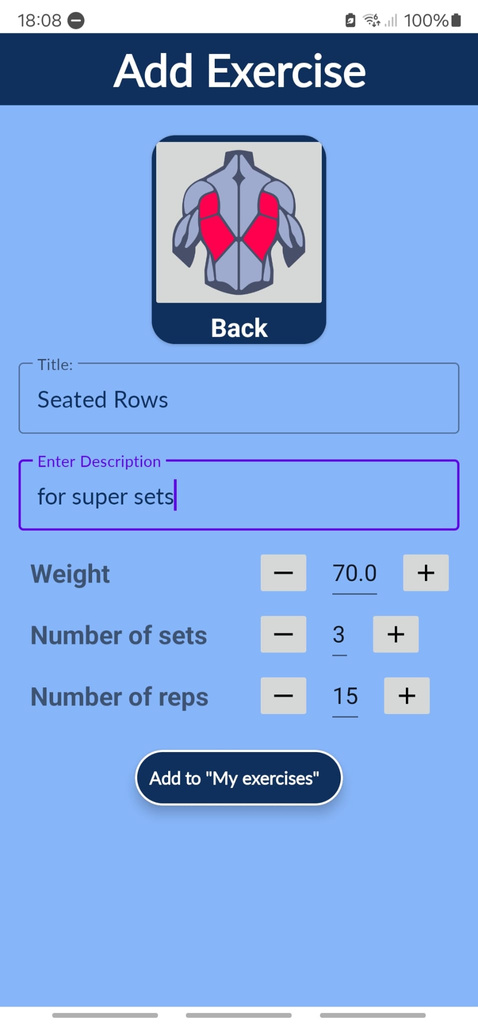 18:08 100%
Add Exercise
Back
Title:
Seated Rows
Enter Description
for super sets
Weight − 70.0 +
Number of sets − 3 +
Number of reps − 15 +
Add to "My exercises"